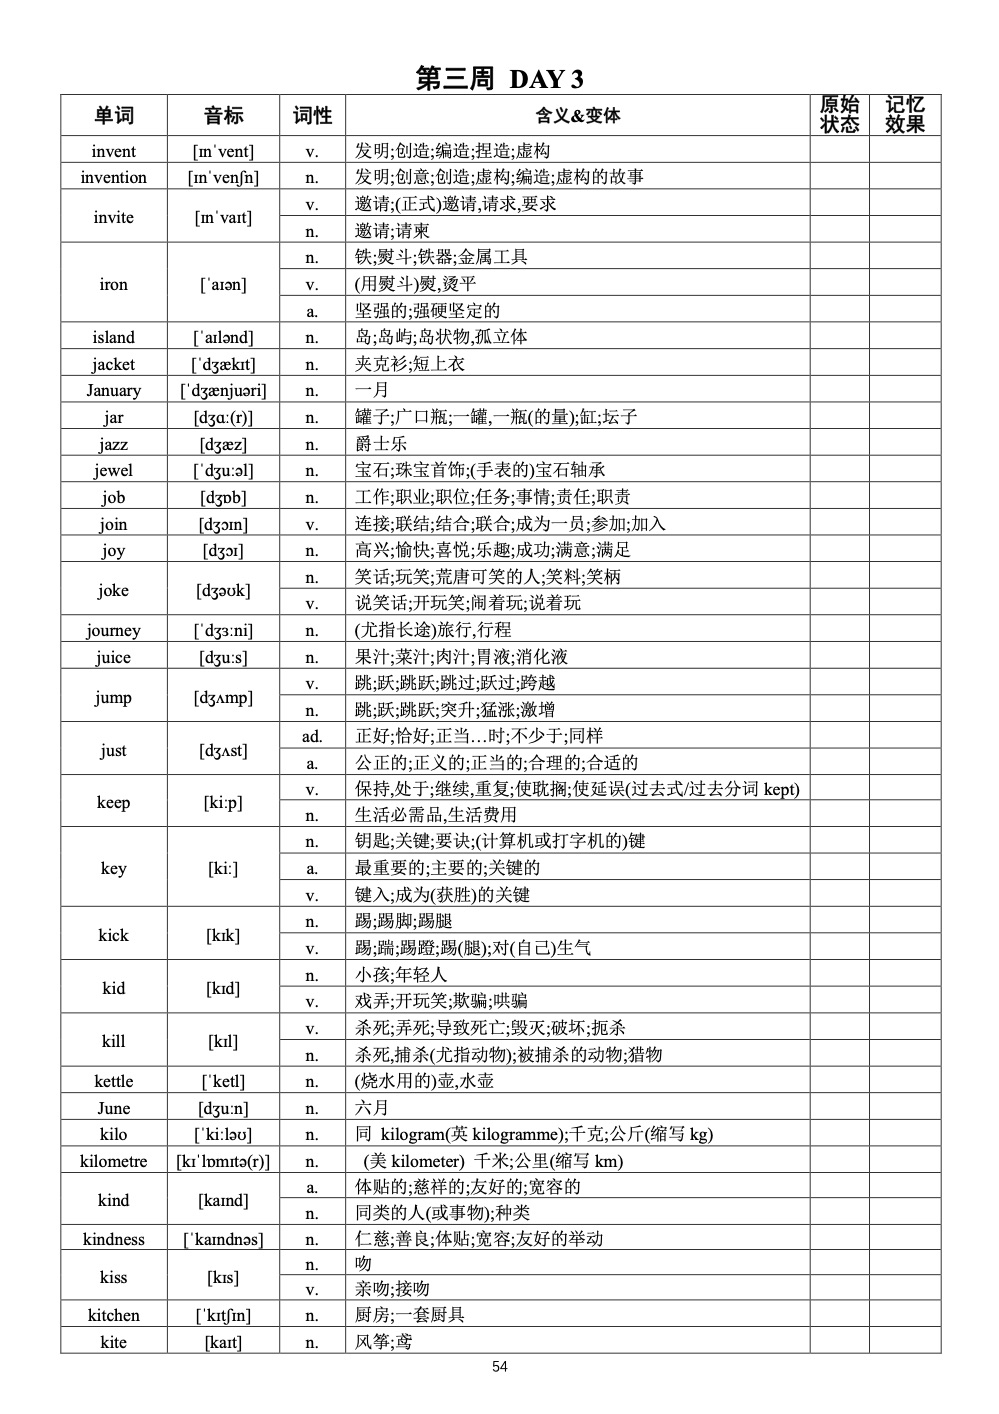 第三周 DAY 3
单词 音标 词性 含义&变体 原始状态 记忆效果
invent [ɪnˈvent] v. 发明;创造;编造;捏造;虚构
invention [ɪnˈvenʃn] n. 发明;创意;创造;虚构;编造;虚构的故事
invite [ɪnˈvaɪt] v. 邀请;(正式)邀请,请求,要求
n. 邀请;请柬
iron [ˈaɪən] n. 铁;熨斗;铁器;金属工具
v. (用熨斗)熨,烫平
a. 坚强的;强硬坚定的
island [ˈaɪlənd] n. 岛;岛屿;岛状物,孤立体
jacket [ˈdʒækɪt] n. 夹克衫;短上衣
January [ˈdʒænjuəri] n. 一月
jar [dʒɑː(r)] n. 罐子;广口瓶;一罐,一瓶(的量);缸;坛子
jazz [dʒæz] n. 爵士乐
jewel [ˈdʒuːəl] n. 宝石;珠宝首饰;(手表的)宝石轴承
job [dʒɒb] n. 工作;职业;职位;任务;事情;责任;职责
join [dʒɔɪn] v. 连接;联结;结合;联合;成为一员;参加;加入
joy [dʒɔɪ] n. 高兴;愉快;喜悦;乐趣;成功;满意;满足
joke [dʒəʊk] n. 笑话;玩笑;荒唐可笑的人;笑料;笑柄
v. 说笑话;开玩笑;闹着玩;说着玩
journey [ˈdʒɜːni] n. (尤指长途)旅行,行程
juice [dʒuːs] n. 果汁;菜汁;肉汁;胃液;消化液
jump [dʒʌmp] v. 跳;跃;跳跃;跳过;跃过;跨越
n. 跳;跃;跳跃;突升;猛涨;激增
just [dʒʌst] ad. 正好;恰好;正当…时;不少于;同样
a. 公正的;正义的;正当的;合理的;合适的
keep [kiːp] v. 保持,处于;继续,重复;使耽搁;使延误(过去式/过去分词 kept)
n. 生活必需品,生活费用
key [kiː] n. 钥匙;关键;要诀;(计算机或打字机的)键
a. 最重要的;主要的;关键的
v. 键入;成为(获胜)的关键
kick [kɪk] n. 踢;踢脚;踢腿
v. 踢;踹;踢蹬;踢(腿);对(自己)生气
kid [kɪd] n. 小孩;年轻人
v. 戏弄;开玩笑;欺骗;哄骗
kill [kɪl] v. 杀死;弄死;导致死亡;毁灭;破坏;扼杀
n. 杀死,捕杀(尤指动物);被捕杀的动物;猎物
kettle [ˈketl] n. (烧水用的)壶,水壶
June [dʒuːn] n. 六月
kilo [ˈkiːləʊ] n. 同 kilogram(英 kilogramme);千克;公斤(缩写 kg)
kilometre [kɪˈlɒmɪtə(r)] n. (美 kilometer) 千米;公里(缩写 km)
kind [kaɪnd] a. 体贴的;慈祥的;友好的;宽容的
n. 同类的人(或事物);种类
kindness [ˈkaɪndnəs] n. 仁慈;善良;体贴;宽容;友好的举动
kiss [kɪs] n. 吻
v. 亲吻;接吻
kitchen [ˈkɪtʃɪn] n. 厨房;一套厨具
kite [kaɪt] n. 风筝;鸢
54